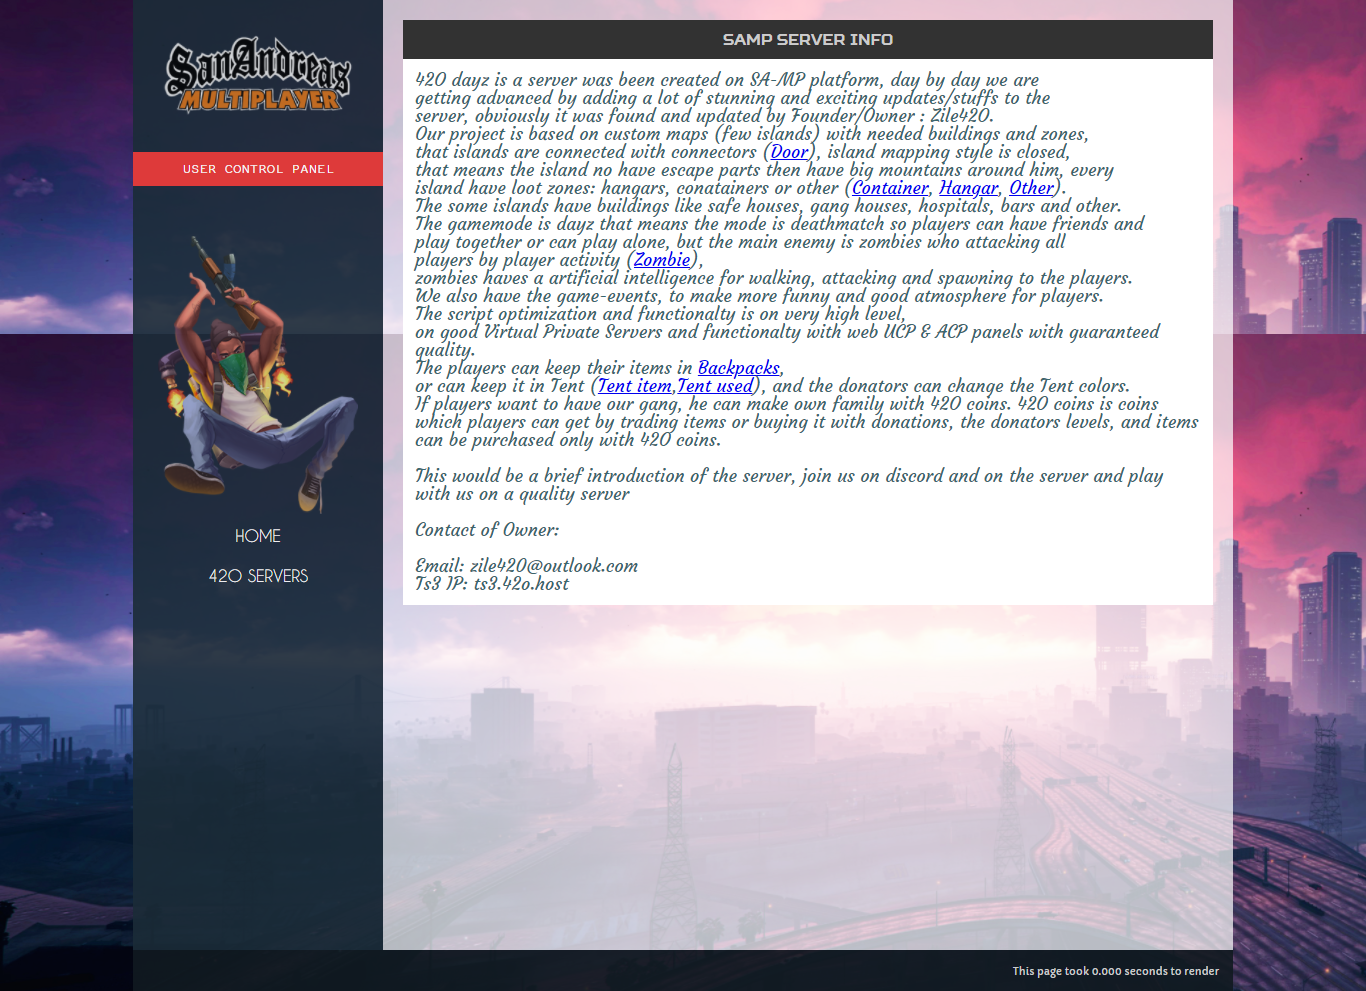 San Andreas
MULTIPLAYER
USER CONTROL PANEL
HOME
420 SERVERS
SAMP SERVER INFO
420 dayz is a server was been created on SA-MP platform, day by day we are
getting advanced by adding a lot of stunning and exciting updates/stuffs to the
server, obviously it was found and updated by Founder/Owner : Zile420.
Our project is based on custom maps (few islands) with needed buildings and zones,
that islands are connected with connectors (Door), island mapping style is closed,
that means the island no have escape parts then have big mountains around him, every
island have loot zones: hangars, conatainers or other (Container, Hangar, Other).
The some islands have buildings like safe houses, gang houses, hospitals, bars and other.
The gamemode is dayz that means the mode is deathmatch so players can have friends and
play together or can play alone, but the main enemy is zombies who attacking all
players by player activity (Zombie),
zombies haves a artificial intelligence for walking, attacking and spawning to the players.
We also have the game-events, to make more funny and good atmosphere for players.
The script optimization and functionalty is on very high level,
on good Virtual Private Servers and functionalty with web UCP & ACP panels with guaranteed
quality.
The players can keep their items in Backpacks,
or can keep it in Tent (Tent item,Tent used), and the donators can change the Tent colors.
If players want to have our gang, he can make own family with 420 coins. 420 coins is coins
which players can get by trading items or buying it with donations, the donators levels, and items
can be purchased only with 420 coins.
This would be a brief introduction of the server, join us on discord and on the server and play
with us on a quality server
Contact of Owner:
Email: zile420@outlook.com
Ts3 IP: ts3.42o.host
This page took 0.000 seconds to render